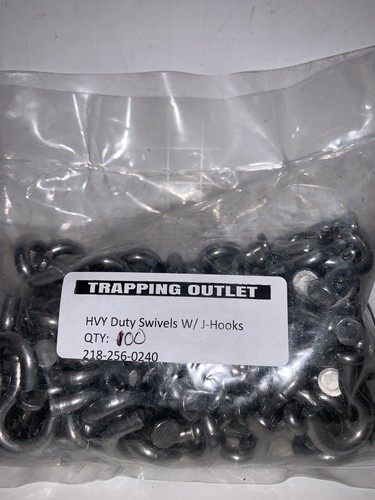 TRAPPING OUTLET
HVY Duty Swivels W/ J-Hooks
QTY: 100
218-256-0240